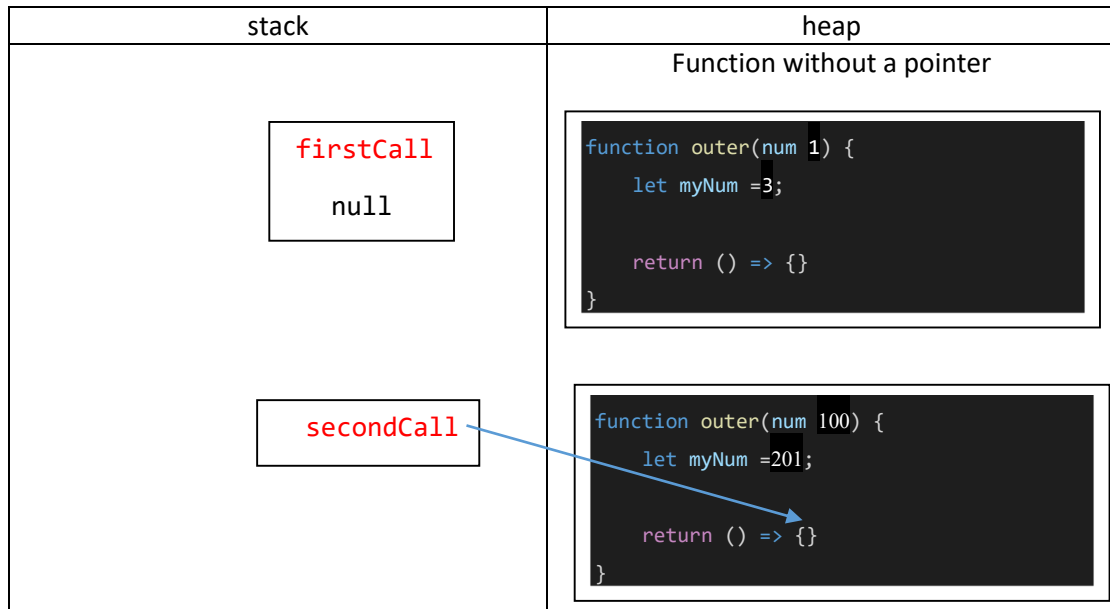 stack
heap
Function without a pointer
firstCall
null
function outer(num 1) {
let myNum =3;
return () => {}
}
secondCall
function outer(num 100) {
let myNum =201;
return () => {}
}